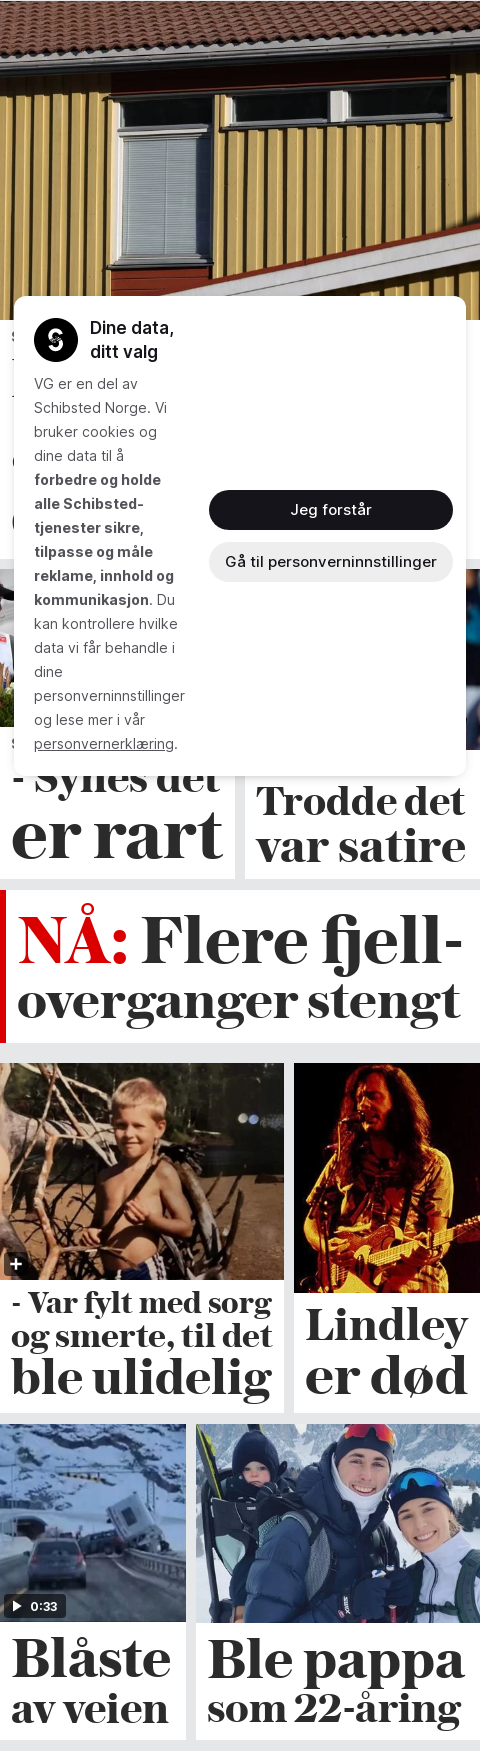 Dine data,
ditt valg
VG er en del av
Schibsted Norge. Vi
bruker cookies og
dine data til å
forbedre og holde
alle Schibsted-
tjenester sikre,
tilpasse og måle
reklame, innhold og
kommunikasjon. Du
kan kontrollere hvilke
data vi får behandle i
dine
personverninnstillinger
og lese mer i vår
personvernerklæring.
Jeg forstår
Gå til personverninnstillinger
- Synes det
er rart
Trodde det
var satire
NÅ: Flere fjell-
overganger stengt
- Var fylt med sorg
og smerte, til det
ble ulidelig
Lindley
er død
0:33
Blåste
av veien
Ble pappa
som 22-åring